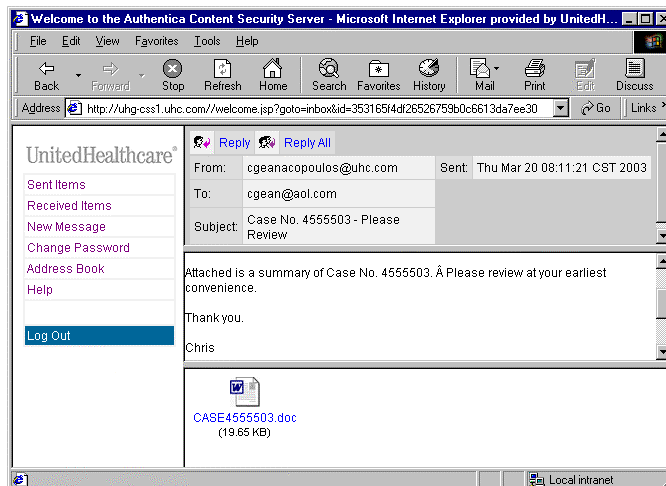 Welcome to the Authentica Content Security Server - Microsoft Internet Explorer provided by UnitedH...
File Edit View Favorites Tools Help
Back Forward Stop Refresh Home Search Favorites History Mail Print Edit Discuss
Address http://uhg-css1.uhc.com//welcome.jsp?goto=inbox&id=353165f4df26526759b0c6613da7ee30 Go Links
UnitedHealthcare®
Sent Items
Received Items
New Message
Change Password
Address Book
Help
Log Out
Reply Reply All
From: cgeanacopoulos@uhc.com Sent: Thu Mar 20 08:11:21 CST 2003
To: cgean@aol.com
Subject: Case No. 4555503 - Please
Review
Attached is a summary of Case No. 4555503. Â Please review at your earliest
convenience.
Thank you.
Chris
CASE4555503.doc
(19.65 KB)
Local intranet